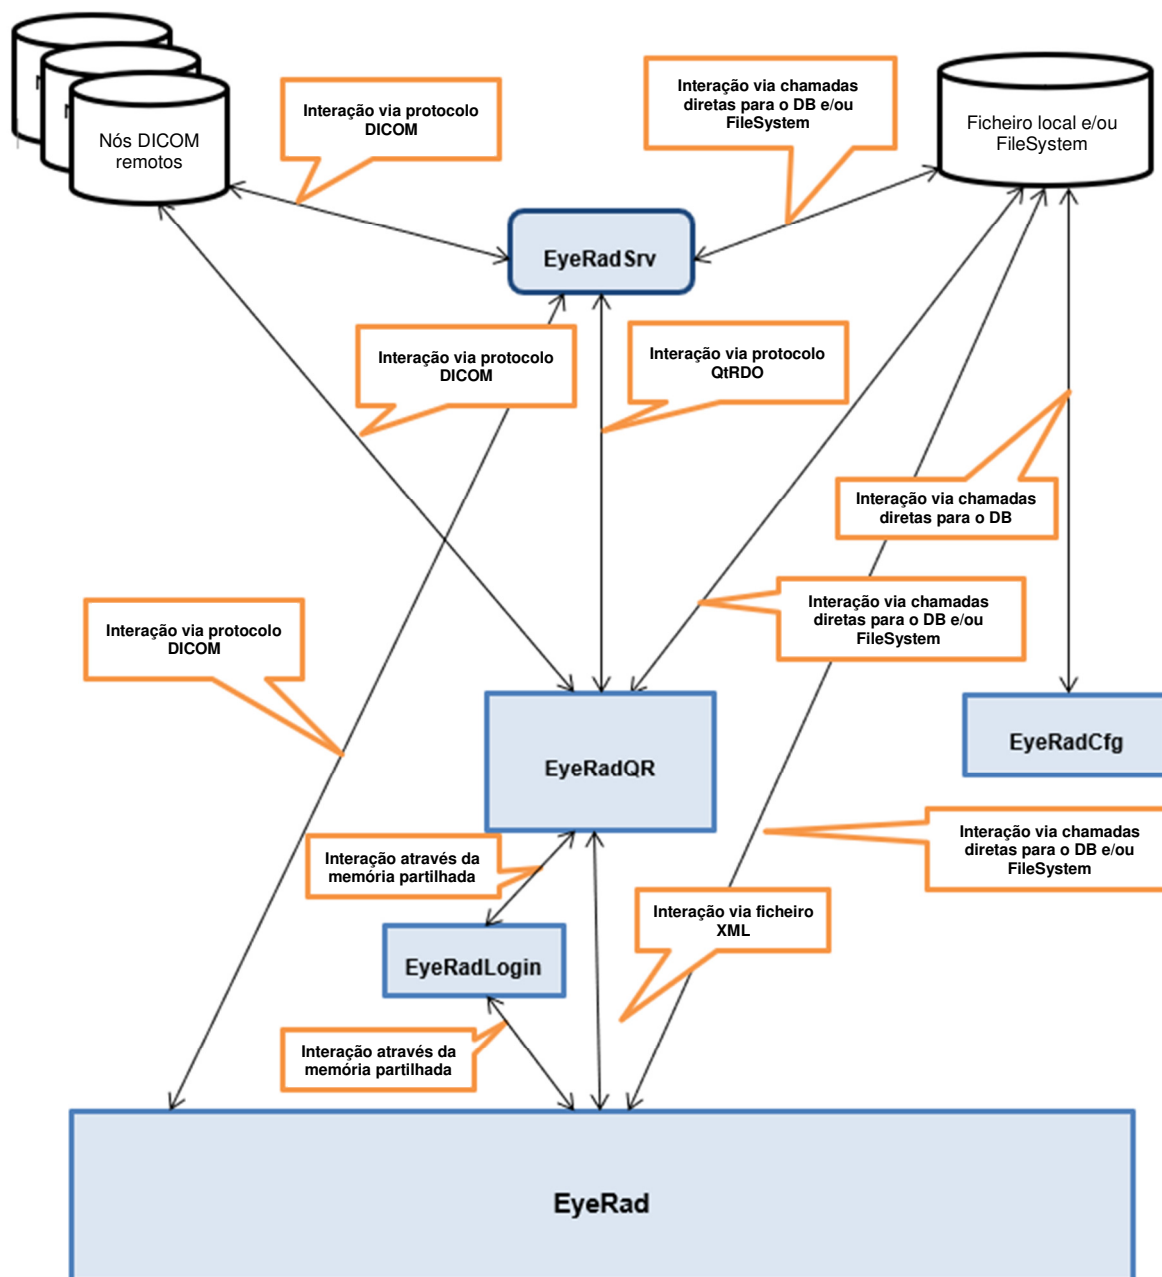 Nós DICOM
remotos
Interação via protocolo
DICOM
Interação via chamadas
diretas para o DB e/ou
FileSystem
Ficheiro local e/ou
FileSystem
EyeRadSrv
Interação via protocolo
DICOM
Interação via protocolo
QtRDO
Interação via chamadas
diretas para o DB
Interação via chamadas
diretas para o DB e/ou
FileSystem
Interação via protocolo
DICOM
EyeRadQR
EyeRadCfg
Interação via chamadas
diretas para o DB e/ou
FileSystem
Interação através da
memória partilhada
Interação via ficheiro
XML
EyeRadLogin
Interação através da
memória partilhada
EyeRad